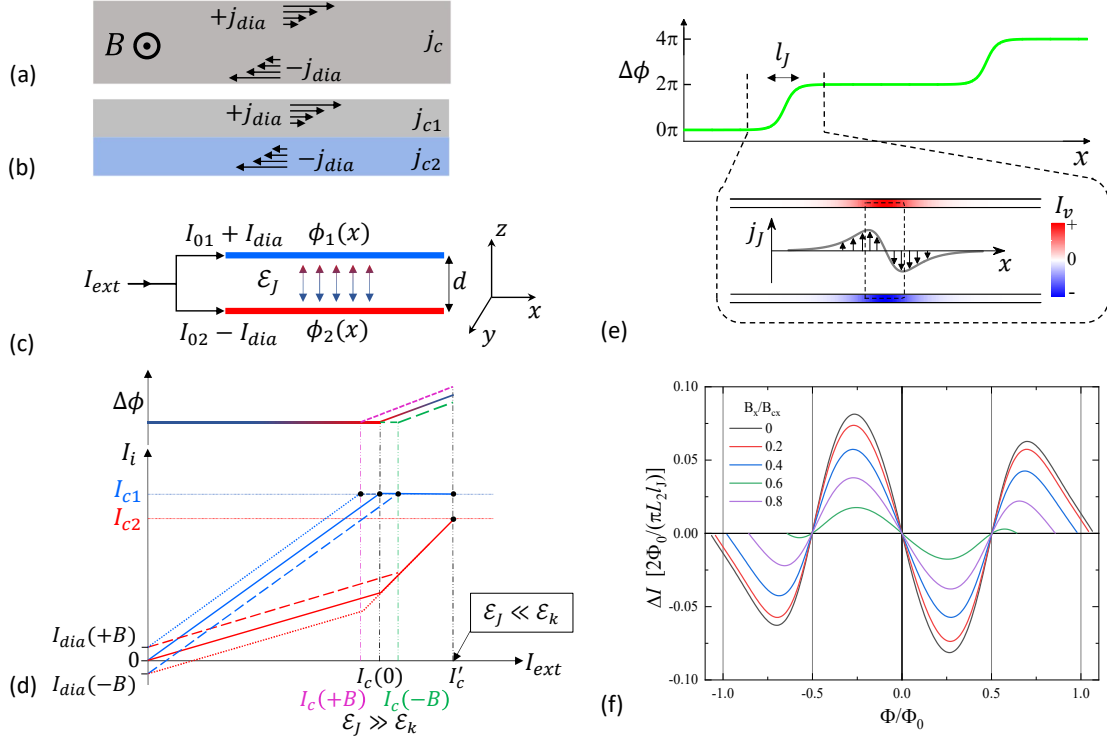 +j_dia
B
j_c
−j_dia
(a)
+j_dia
j_c1
−j_dia
j_c2
(b)
I_01 + I_dia
ϕ_1(x)
I_ext
ℰ_J
d
I_02 − I_dia
ϕ_2(x)
z
x
y
(c)
Δϕ
I_i
I_c1
I_c2
I_dia(+B)
0
I_dia(−B)
ℰ_J ≪ ℰ_k
I_c(0)
I'_c
I_ext
(d)
I_c(+B)
I_c(−B)
ℰ_J ≫ ℰ_k
4π
Δϕ
2π
0π
l_J
x
j_J
x
I_v
+
0
-
(e)
0.10
0.05
0.00
-0.05
-0.10
ΔI [2Φ_0/(πL_2l_J)]
B_x/B_cx
0
0.2
0.4
0.6
0.8
-1.0
-0.5
0.0
0.5
1.0
Φ/Φ_0
(f)